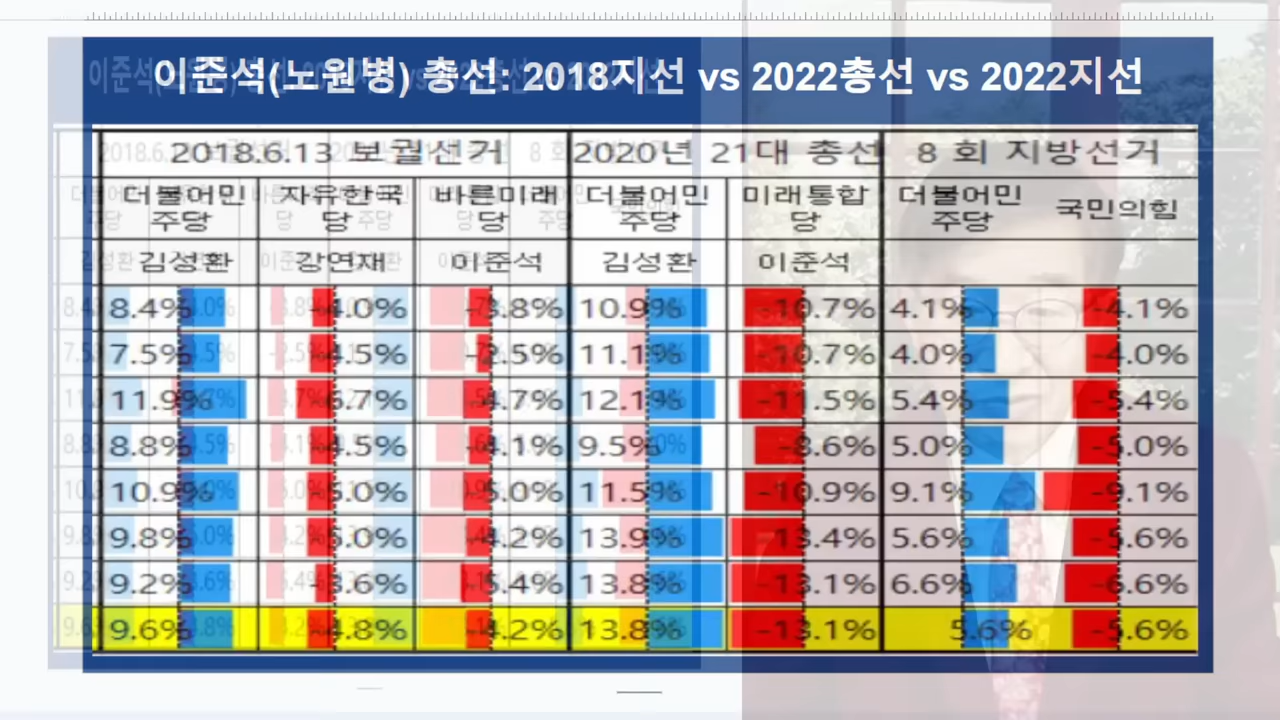 이준석(노원병) 총선: 2018지선 vs 2022총선 vs 2022지선
2018.6.13 보궐선거 2020년 21대 총선 8 회 지방선거
더불어민주당 자유한국당 바른미래당 더불어민주당 미래통합당 더불어민주당 국민의힘
김성환 강연재 이준석 김성환 이준석
8.4% -4.0% -3.8% 10.9% -10.7% 4.1% -4.1%
7.5% -4.5% -2.5% 11.1% -10.7% 4.0% -4.0%
11.9% -6.7% -4.7% 12.1% -11.5% 5.4% -5.4%
8.8% -4.5% -4.1% 9.5% -8.6% 5.0% -5.0%
10.9% -5.0% -5.0% 11.5% -10.9% 9.1% -9.1%
9.8% -5.0% -4.2% 13.9% -13.4% 5.6% -5.6%
9.2% -3.6% -5.4% 13.8% -13.1% 6.6% -6.6%
9.6% -4.8% -4.2% 13.8% -13.1% 5.6% -5.6%